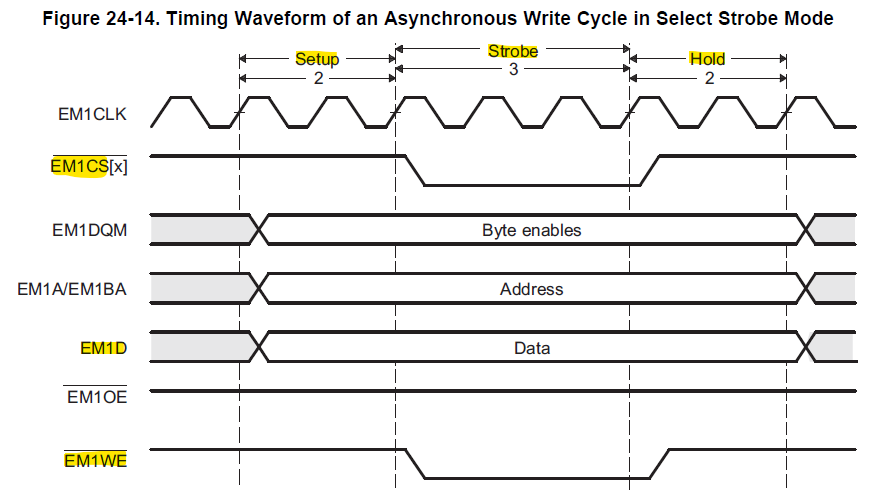 Figure 24-14. Timing Waveform of an Asynchronous Write Cycle in Select Strobe Mode
Setup
Strobe
Hold
2
3
2
EM1CLK
EM1CS[x]
EM1DQM
Byte enables
EM1A/EM1BA
Address
EM1D
Data
EM1OE
EM1WE